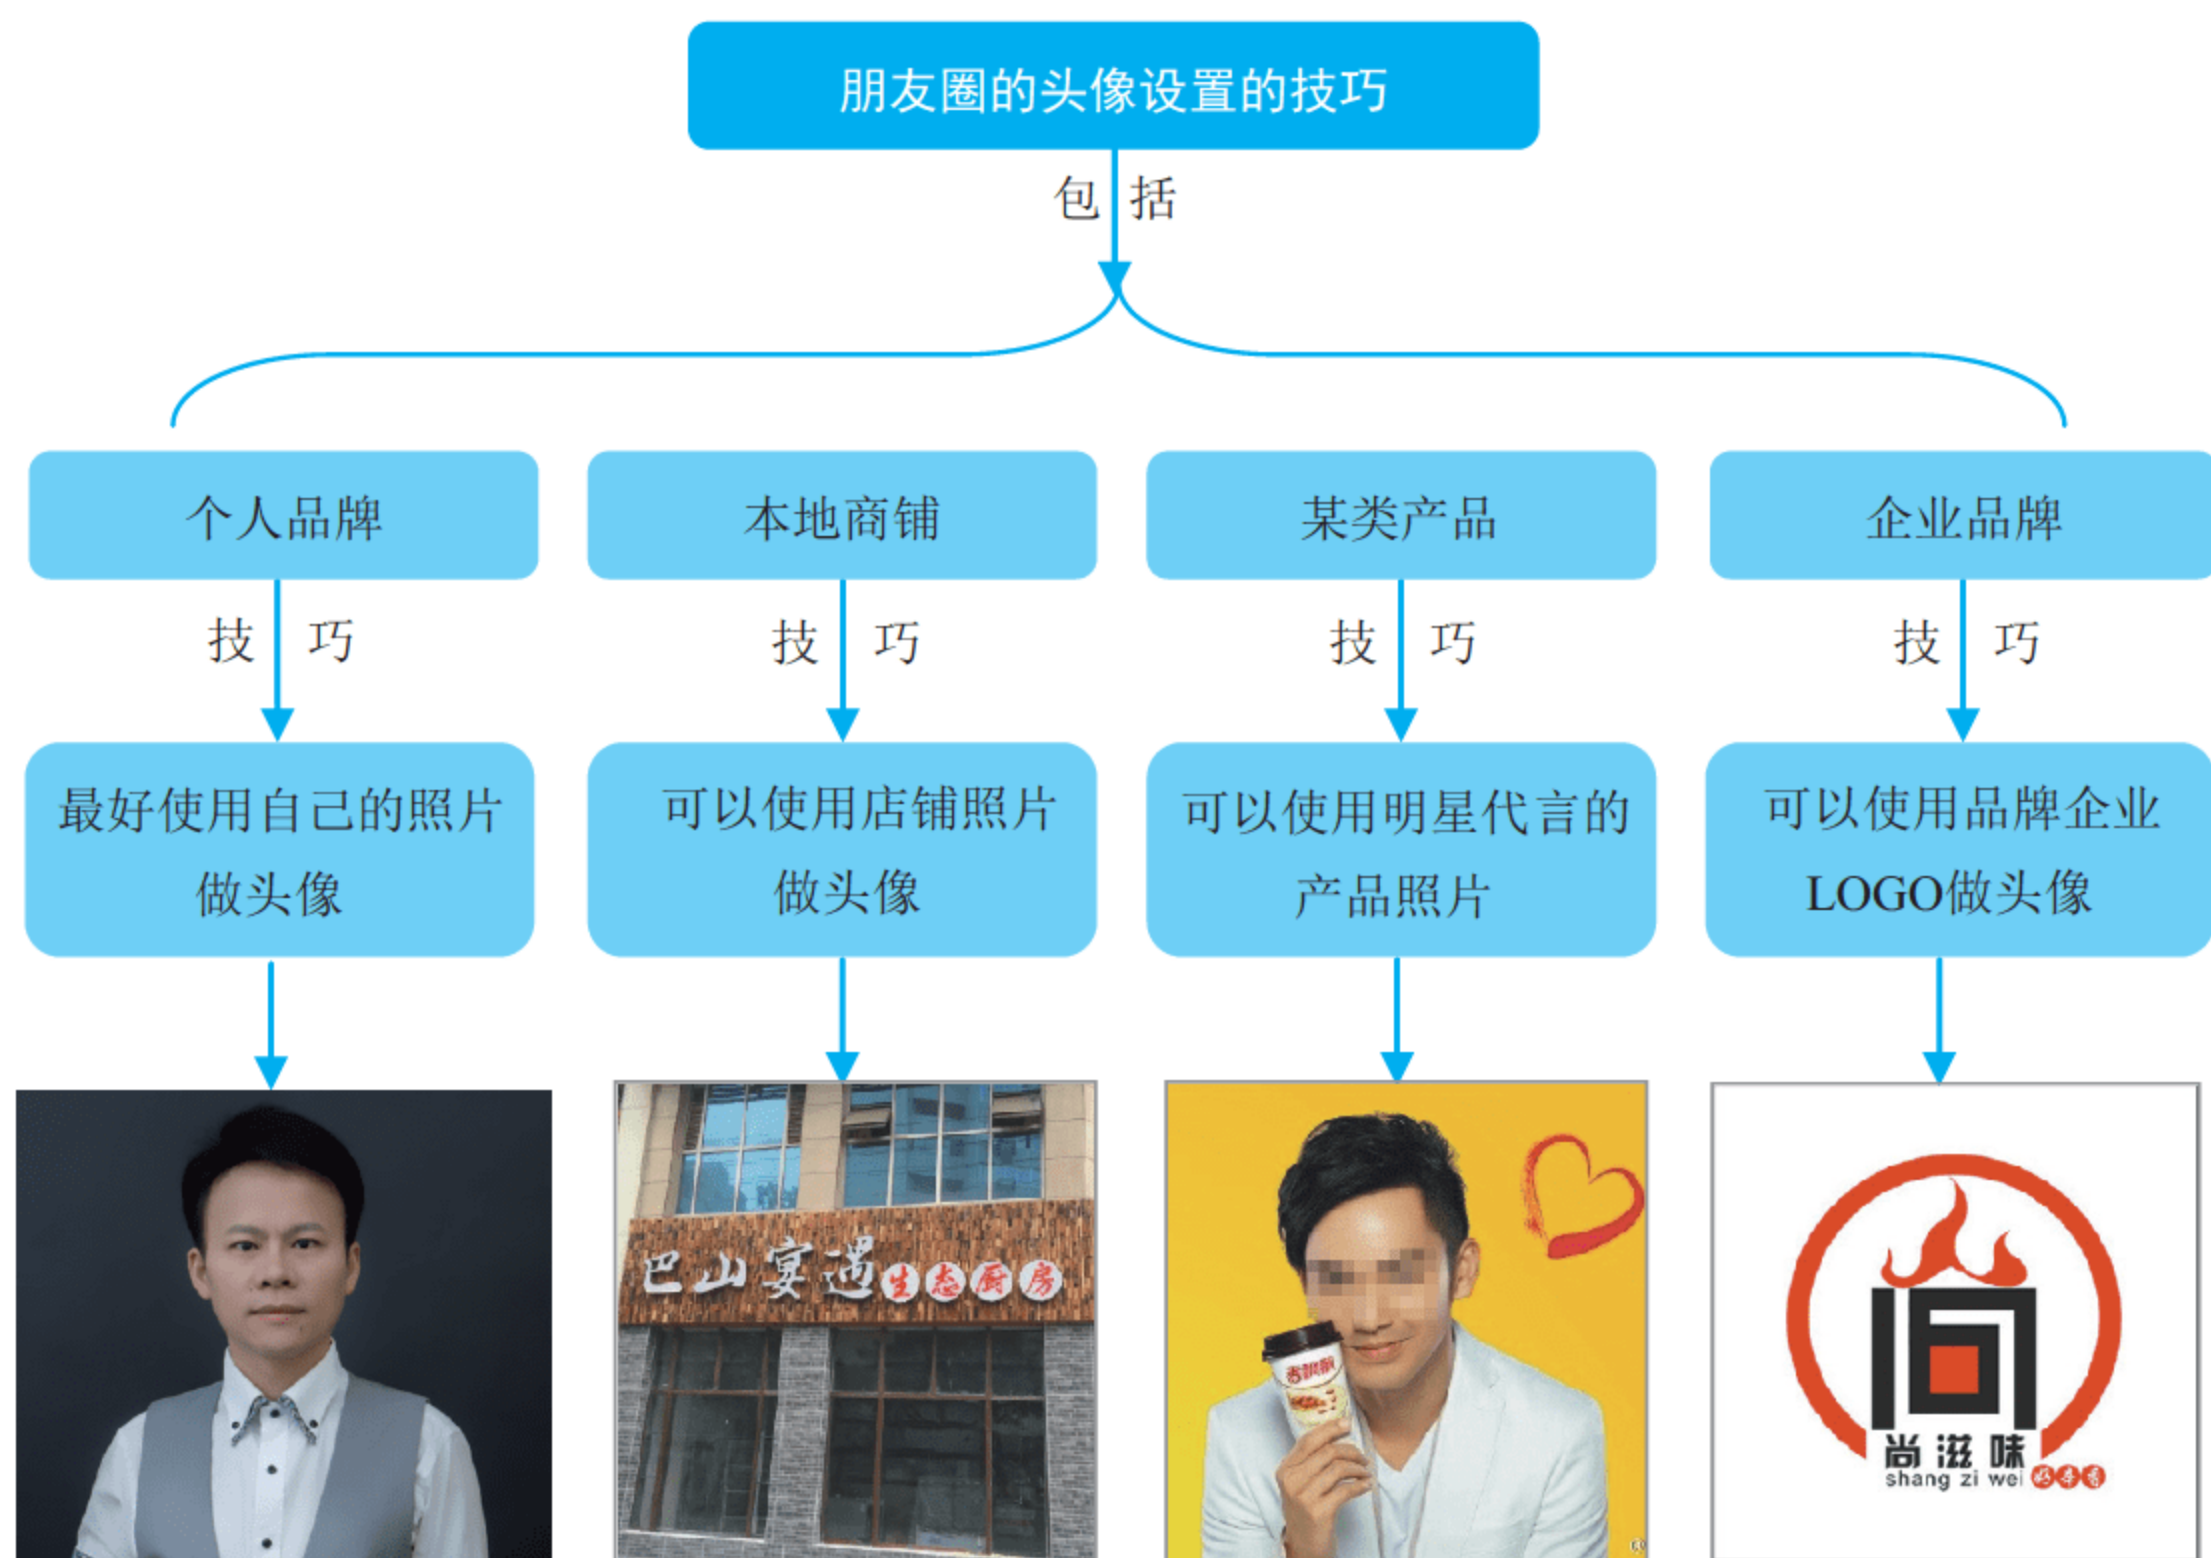 朋友圈的头像设置的技巧
包括
个人品牌
本地商铺
某类产品
企业品牌
技巧
技巧
技巧
技巧
最好使用自己的照片
做头像
可以使用店铺照片
做头像
可以使用明星代言的
产品照片
可以使用品牌企业
LOGO做头像
巴山宴遇生态厨房
香飘飘
尚滋味
shang zi wei